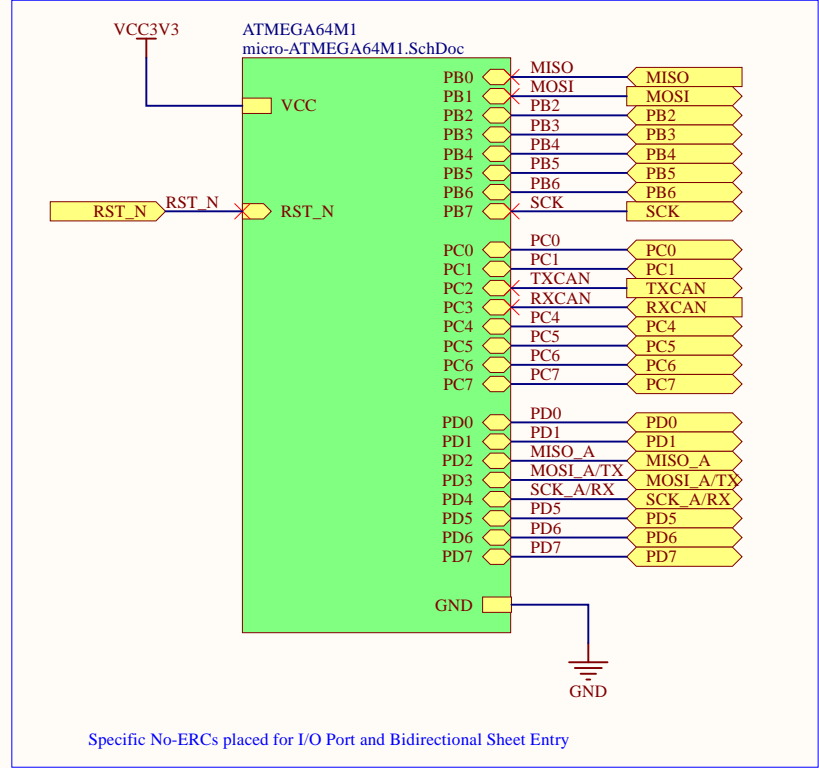 VCC3V3
ATMEGA64M1
micro-ATMEGA64M1.SchDoc
VCC
RST_N RST_N RST_N
PB0 MISO MISO
PB1 MOSI MOSI
PB2 PB2 PB2
PB3 PB3 PB3
PB4 PB4 PB4
PB5 PB5 PB5
PB6 PB6 PB6
PB7 SCK SCK
PC0 PC0 PC0
PC1 PC1 PC1
PC2 TXCAN TXCAN
PC3 RXCAN RXCAN
PC4 PC4 PC4
PC5 PC5 PC5
PC6 PC6 PC6
PC7 PC7 PC7
PD0 PD0 PD0
PD1 PD1 PD1
PD2 MISO_A MISO_A
PD3 MOSI_A/TX MOSI_A/TX
PD4 SCK_A/RX SCK_A/RX
PD5 PD5 PD5
PD6 PD6 PD6
PD7 PD7 PD7
GND
GND
Specific No-ERCs placed for I/O Port and Bidirectional Sheet Entry